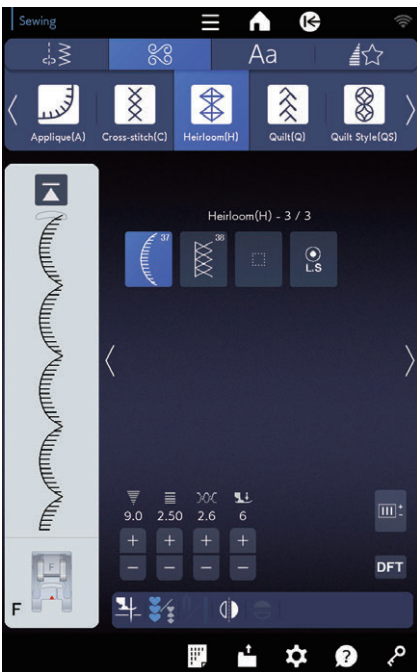 Sewing
Aa
Applique(A) Cross-stitch(C) Heirloom(H) Quilt(Q) Quilt Style(QS)
Heirloom(H) - 3 / 3
37 38 L.S
9.0 2.50 2.6 6
+ + + +
− − − −
DFT
F
F